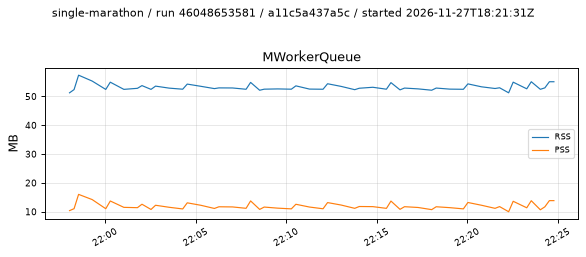 single-marathon / run 46048653581 / a11c5a437a5c / started 2026-11-27T18:21:31Z
MWorkerQueue
MB
50
40
30
20
10
RSS
PSS
22:00
22:05
22:10
22:15
22:20
22:25